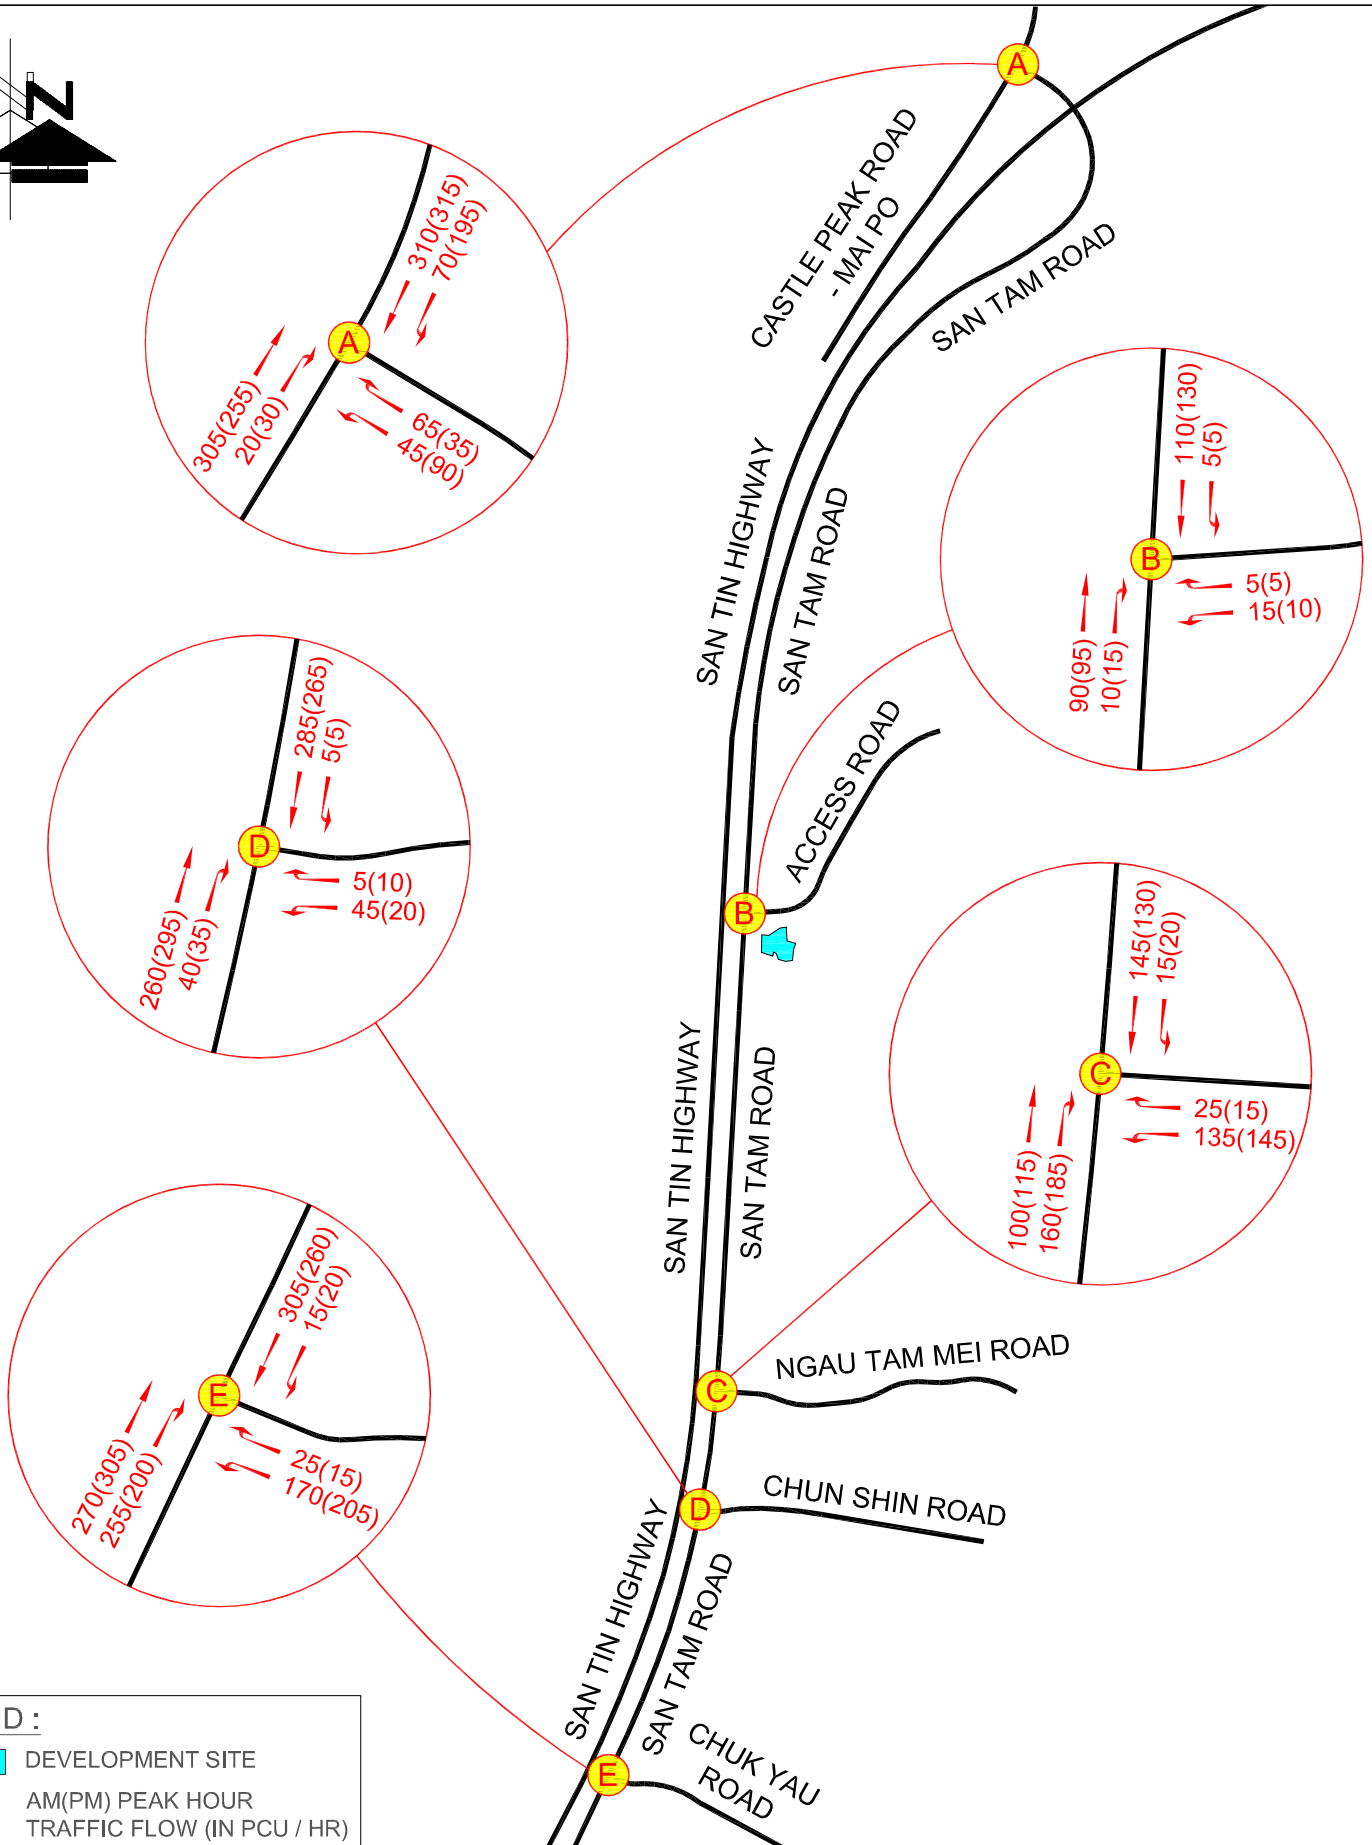 N
A
CASTLE PEAK ROAD
- MAI PO
SAN TAM ROAD
310(315)
70(195)
A
305(255)
20(30)
65(35)
45(90)
SAN TIN HIGHWAY
SAN TAM ROAD
110(130)
5(5)
B
5(5)
15(10)
90(95)
10(15)
285(265)
5(5)
D
5(10)
45(20)
260(295)
40(35)
ACCESS ROAD
B
145(130)
15(20)
C
25(15)
135(145)
100(115)
160(185)
SAN TIN HIGHWAY
SAN TAM ROAD
305(260)
15(20)
E
25(15)
170(205)
270(305)
255(200)
NGAU TAM MEI ROAD
C
CHUN SHIN ROAD
D
SAN TIN HIGHWAY
SAN TAM ROAD
CHUK YAU
ROAD
E
D :
DEVELOPMENT SITE
AM(PM) PEAK HOUR
TRAFFIC FLOW (IN PCU / HR)